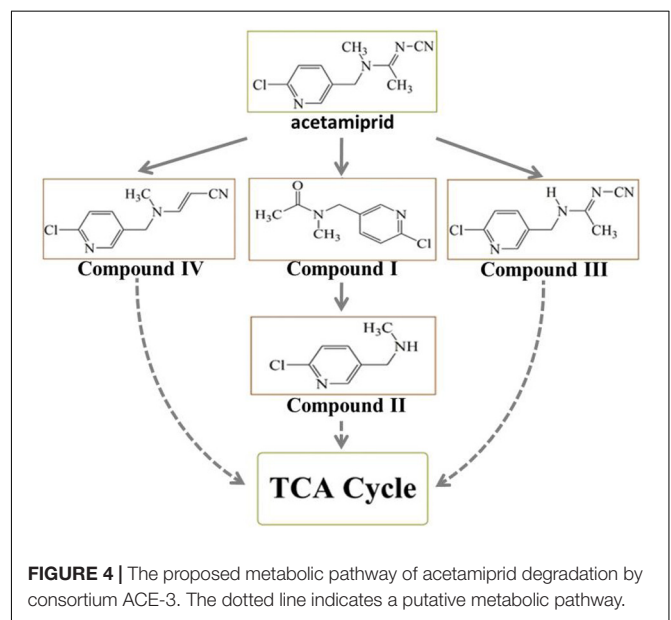 CH₃ N–CN
N
Cl
N CH₃
acetamiprid
H₃C CN O H N–CN
N H₃C N N N
Cl Cl
N CH₃ Cl N CH₃
Compound IV Compound I Compound III
H₃C
NH
Cl
N
Compound II
TCA Cycle
FIGURE 4 | The proposed metabolic pathway of acetamiprid degradation by
consortium ACE-3. The dotted line indicates a putative metabolic pathway.